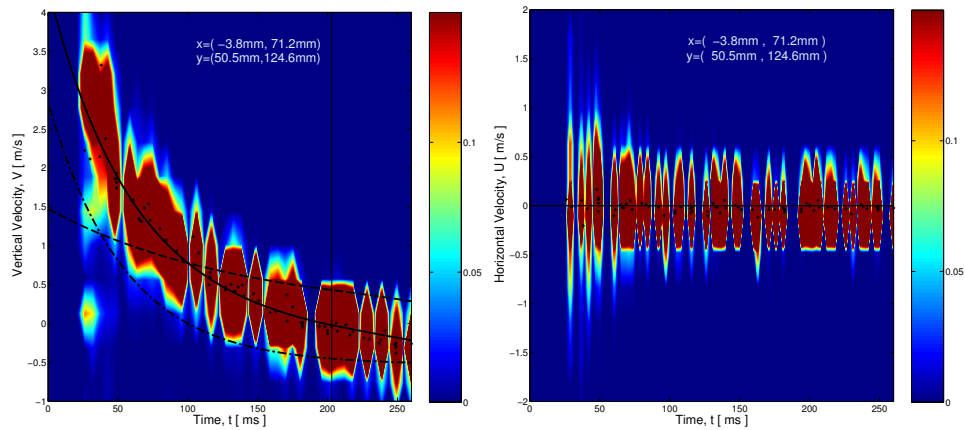 4
3.5
3
2.5
2
1.5
1
0.5
0
−0.5
−1
Vertical Velocity, V [ m/s ]
x=( −3.8mm, 71.2mm)
y=(50.5mm,124.6mm)
0 50 100 150 200 250
Time, t [ ms ]
0.1
0.05
0
2
1.5
1
0.5
0
−0.5
−1
−1.5
−2
Horizontal Velocity, U [ m/s ]
x=( −3.8mm , 71.2mm )
y=( 50.5mm , 124.6mm )
0 50 100 150 200 250
Time, t [ ms ]
0.1
0.05
0